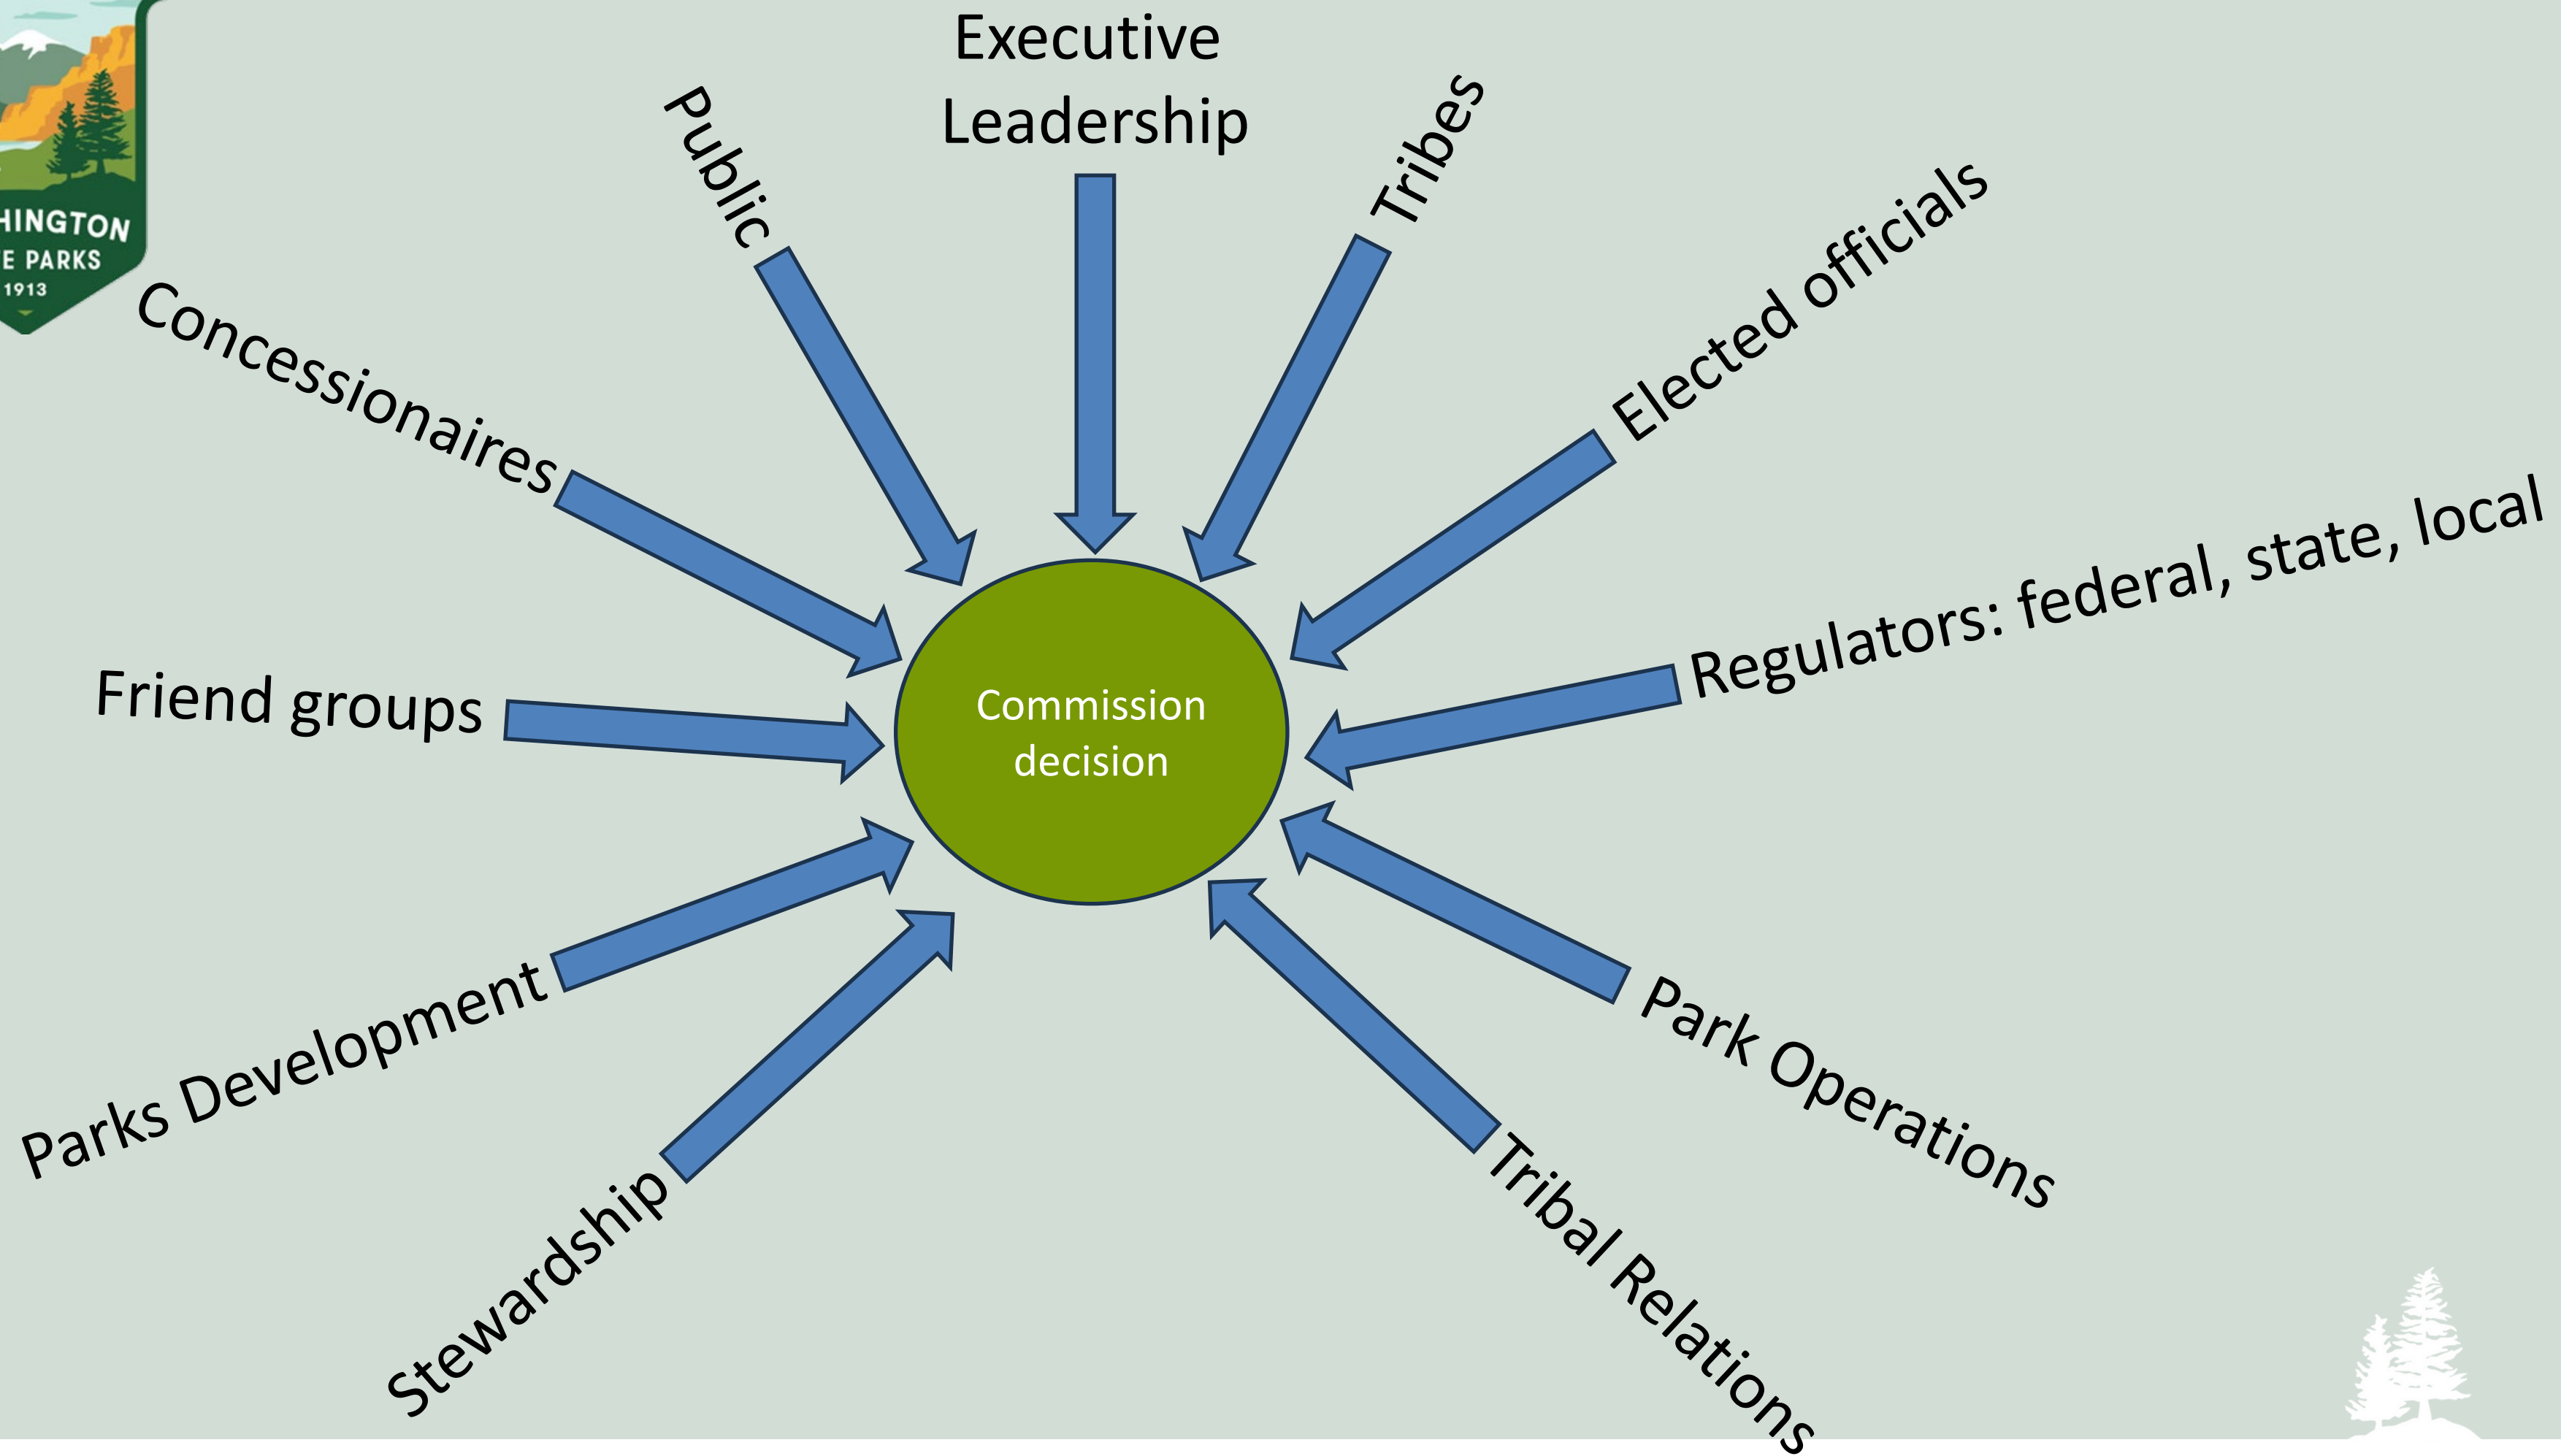 HINGTON
E PARKS
1913
Executive
Leadership
Public
Tribes
Elected officials
Concessionaires
Regulators: federal, state, local
Friend groups
Commission
decision
Parks Development
Park Operations
Stewardship
Tribal Relations